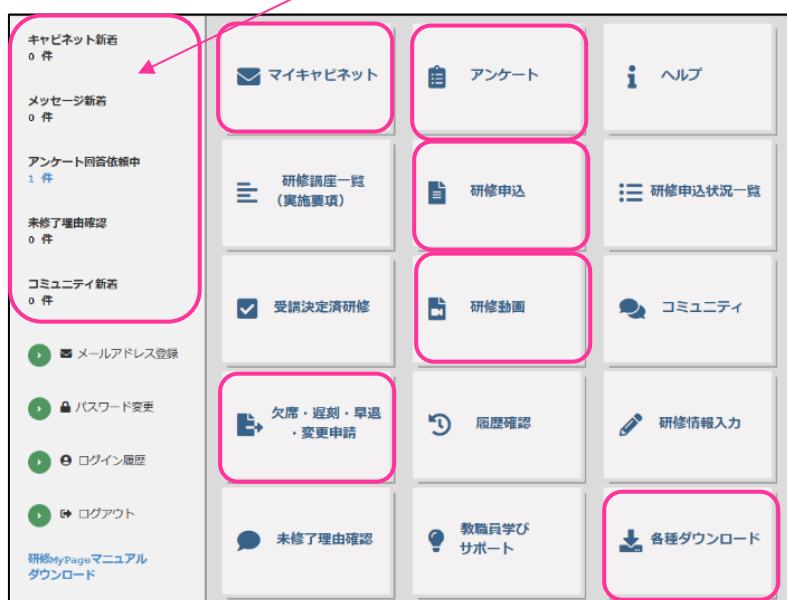 キャビネット新着
0 件
メッセージ新着
0 件
アンケート回答依頼中
1 件
未修了理由確認
0 件
コミュニティ新着
0 件
メールアドレス登録
パスワード変更
ログイン履歴
ログアウト
研修MyPageマニュアル
ダウンロード
マイキャビネット
アンケート
ヘルプ
研修講座一覧
(実施要項)
研修申込
研修申込状況一覧
受講決定済研修
研修動画
コミュニティ
欠席・遅刻・早退
・変更申請
履歴確認
研修情報入力
未修了理由確認
教職員学び
サポート
各種ダウンロード